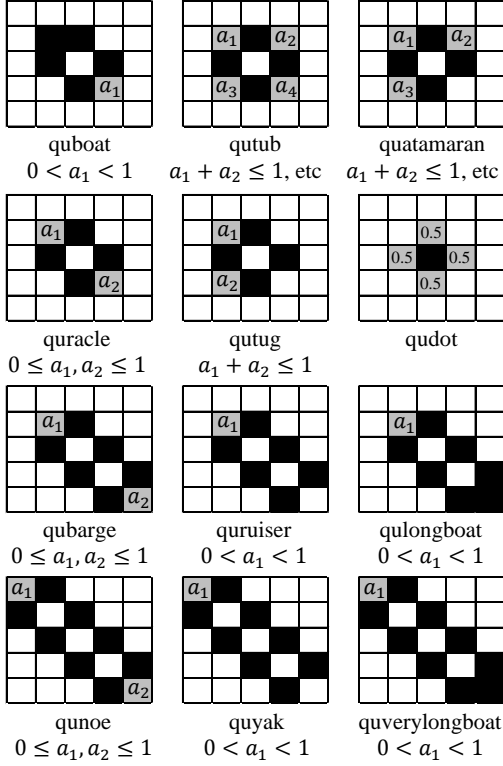 a₁ a₂ a₁ a₂
a₁ a₃ a₄ a₃
quboat qutub quatamaran
0 < a₁ < 1 a₁ + a₂ ≤ 1, etc a₁ + a₂ ≤ 1, etc
a₁ a₁ 0.5
0.5 0.5
a₂ a₂ 0.5
quracle qutug qudot
0 ≤ a₁, a₂ ≤ 1 a₁ + a₂ ≤ 1
a₁ a₁ a₁
a₂
qubarge quruiser qulongboat
0 ≤ a₁, a₂ ≤ 1 0 < a₁ < 1 0 < a₁ < 1
a₁ a₁ a₁
a₂
qunoe quyak quverylongboat
0 ≤ a₁, a₂ ≤ 1 0 < a₁ < 1 0 < a₁ < 1